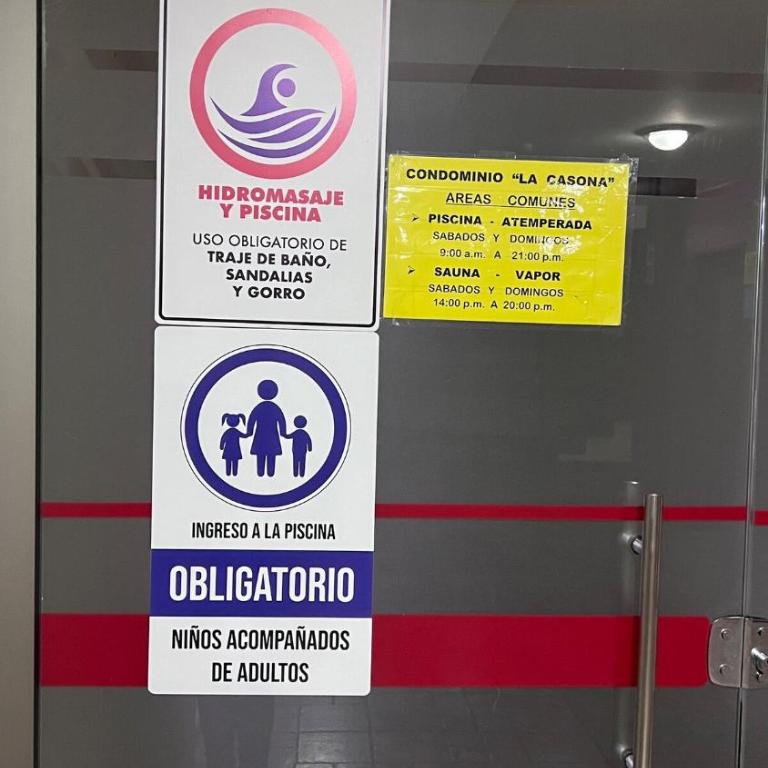 HIDROMASAJE
Y PISCINA
USO OBLIGATORIO DE
TRAJE DE BAÑO,
SANDALIAS
Y GORRO
CONDOMINIO "LA CASONA"
AREAS COMUNES
➢ PISCINA - ATEMPERADA
SABADOS Y DOMINGOS
9:00 a.m. A 21:00 p.m.
➢ SAUNA - VAPOR
SABADOS Y DOMINGOS
14:00 p.m. A 20:00 p.m.
INGRESO A LA PISCINA
OBLIGATORIO
NIÑOS ACOMPAÑADOS
DE ADULTOS